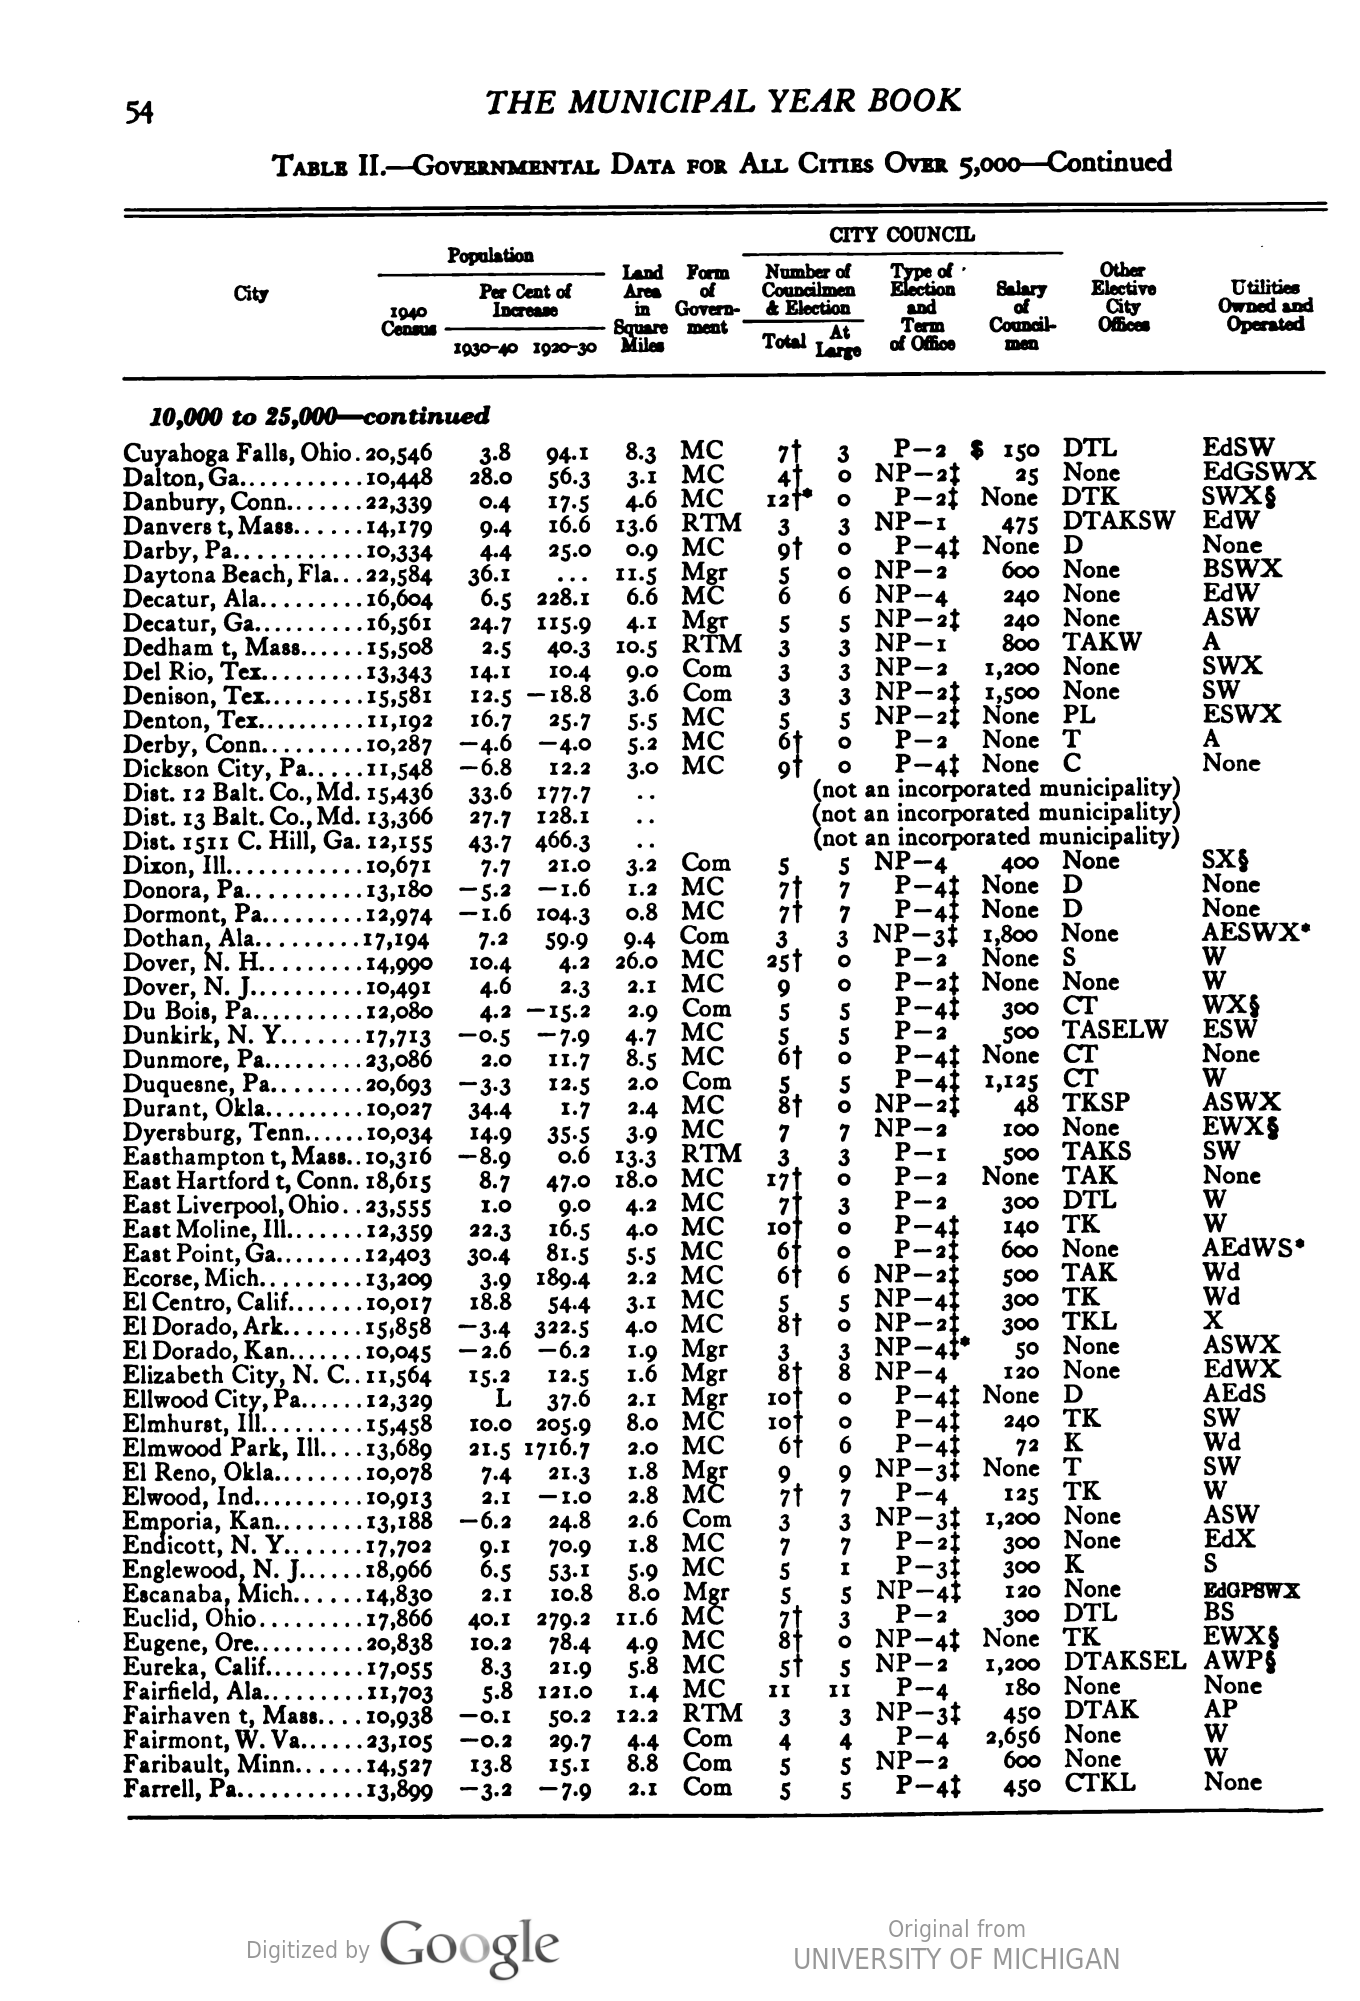 54
THE MUNICIPAL YEAR BOOK
TABLE II.—GOVERNMENTAL DATA FOR ALL CITIES OVER 5,000—Continued
CITY COUNCIL
Population
City
1940 Census
Per Cent of Increase
1930-40 1920-30
Land Area in Square Miles
Form of Govern-ment
Number of Councilmen & Election
Total At Large
Type of Election and Term of Office
Salary of Council-men
Other Elective City Offices
Utilities Owned and Operated
10,000 to 25,000—continued
Cuyahoga Falls, Ohio. 20,546 3.8 94.1 8.3 MC 7† 3 P–2 $ 150 DTL EdSW
Dalton, Ga........... 10,448 28.0 56.3 3.1 MC 4† 0 NP–2‡ 25 None EdGSWX
Danbury, Conn....... 22,339 0.4 17.5 4.6 MC 12†* 0 P–2‡ None DTK SWX§
Danvers t, Mass...... 14,179 9.4 16.6 13.6 RTM 3 3 NP–1 475 DTAKSW EdW
Darby, Pa............ 10,334 4.4 25.0 0.9 MC 9† 0 P–4‡ None D None
Daytona Beach, Fla... 22,584 36.1 ... 11.5 Mgr 5 0 NP–2 600 None BSWX
Decatur, Ala......... 16,604 6.5 228.1 6.6 MC 6 6 NP–4 240 None EdW
Decatur, Ga.......... 16,561 24.7 115.9 4.1 Mgr 5 5 NP–2‡ 240 None ASW
Dedham t, Mass...... 15,508 2.5 40.3 10.5 RTM 3 3 NP–1 800 TAKW A
Del Rio, Tex......... 13,343 14.1 10.4 9.0 Com 3 3 NP–2 1,200 None SWX
Denison, Tex......... 15,581 12.5 –18.8 3.6 Com 3 3 NP–2‡ 1,500 None SW
Denton, Tex.......... 11,192 16.7 25.7 5.5 MC 5 5 NP–2‡ None PL ESWX
Derby, Conn.......... 10,287 –4.6 –4.0 5.2 MC 6† 0 P–2 None T A
Dickson City, Pa..... 11,548 –6.8 12.2 3.0 MC 9† 0 P–4‡ None C None
Dist. 12 Balt. Co., Md. 15,436 33.6 177.7 .. (not an incorporated municipality)
Dist. 13 Balt. Co., Md. 13,366 27.7 128.1 .. (not an incorporated municipality)
Dist. 1511 C. Hill, Ga. 12,155 43.7 466.3 .. (not an incorporated municipality)
Dixon, Ill............ 10,671 7.7 21.0 3.2 Com 5 5 NP–4 400 None SX§
Donora, Pa........... 13,180 –5.2 –1.6 1.2 MC 7† 7 P–4‡ None D None
Dormont, Pa......... 12,974 –1.6 104.3 0.8 MC 7† 7 P–4‡ None D None
Dothan, Ala......... 17,194 7.2 59.9 9.4 Com 3 3 NP–3‡ 1,800 None AESWX*
Dover, N. H......... 14,990 10.4 4.2 26.0 MC 25† 0 P–2 None S W
Dover, N. J.......... 10,491 4.6 2.3 2.1 MC 9 0 P–2‡ None None W
Du Bois, Pa.......... 12,080 4.2 –15.2 2.9 Com 5 5 P–4‡ 300 CT WX§
Dunkirk, N. Y....... 17,713 –0.5 –7.9 4.7 MC 5 5 P–2 500 TASELW ESW
Dunmore, Pa......... 23,086 2.0 11.7 8.5 MC 6† 0 P–4‡ None CT None
Duquesne, Pa........ 20,693 –3.3 12.5 2.0 Com 5 5 P–4‡ 1,125 CT W
Durant, Okla......... 10,027 34.4 1.7 2.4 MC 8† 0 NP–2‡ 48 TKSP ASWX
Dyersburg, Tenn...... 10,034 14.9 35.5 3.9 MC 7 7 NP–2 100 None EWX§
Easthampton t, Mass.. 10,316 –8.9 0.6 13.3 RTM 3 3 P–1 500 TAKS SW
East Hartford t, Conn. 18,615 8.7 47.0 18.0 MC 17† 0 P–2 None TAK None
East Liverpool, Ohio.. 23,555 1.0 9.0 4.2 MC 7† 3 P–2 300 DTL W
East Moline, Ill....... 12,359 22.3 16.5 4.0 MC 10† 0 P–4‡ 140 TK W
East Point, Ga........ 12,403 30.4 81.5 5.5 MC 6† 0 P–2‡ 600 None AEdWS*
Ecorse, Mich.......... 13,209 3.9 189.4 2.2 MC 6† 6 NP–2‡ 500 TAK Wd
El Centro, Calif....... 10,017 18.8 54.4 3.1 MC 5 5 NP–4‡ 300 TK Wd
El Dorado, Ark....... 15,858 –3.4 322.5 4.0 MC 8† 0 NP–2‡ 300 TKL X
El Dorado, Kan....... 10,045 –2.6 –6.2 1.9 Mgr 3 3 NP–4‡* 50 None ASWX
Elizabeth City, N. C.. 11,564 15.2 12.5 1.6 Mgr 8† 8 NP–4 120 None EdWX
Ellwood City, Pa...... 12,329 L 37.6 2.1 Mgr 10† 0 P–4‡ None D AEdS
Elmhurst, Ill.......... 15,458 10.0 205.9 8.0 MC 10† 0 P–4‡ 240 TK SW
Elmwood Park, Ill.... 13,689 21.5 1716.7 2.0 MC 6† 6 P–4‡ 72 K Wd
El Reno, Okla........ 10,078 7.4 21.3 1.8 Mgr 9 9 NP–3‡ None T SW
Elwood, Ind.......... 10,913 2.1 –1.0 2.8 MC 7† 7 P–4 125 TK W
Emporia, Kan........ 13,188 –6.2 24.8 2.6 Com 3 3 NP–3‡ 1,200 None ASW
Endicott, N. Y....... 17,702 9.1 70.9 1.8 MC 7 7 P–2‡ 300 None EdX
Englewood, N. J...... 18,966 6.5 53.1 5.9 MC 5 1 P–3‡ 300 K S
Escanaba, Mich...... 14,830 2.1 10.8 8.0 Mgr 5 5 NP–4‡ 120 None EdGPSWX
Euclid, Ohio.......... 17,866 40.1 279.2 11.6 MC 7† 3 P–2 300 DTL BS
Eugene, Ore.......... 20,838 10.2 78.4 4.9 MC 8† 0 NP–4‡ None TK EWX§
Eureka, Calif......... 17,055 8.3 21.9 5.8 MC 5† 5 NP–2 1,200 DTAKSEL AWP§
Fairfield, Ala......... 11,703 5.8 121.0 1.4 MC 11 11 P–4 180 None None
Fairhaven t, Mass.... 10,938 –0.1 50.2 12.2 RTM 3 3 NP–3‡ 450 DTAK AP
Fairmont, W. Va...... 23,105 –0.2 29.7 4.4 Com 4 4 P–4 2,656 None W
Faribault, Minn...... 14,527 13.8 15.1 8.8 Com 5 5 NP–2 600 None W
Farrell, Pa............ 13,899 –3.2 –7.9 2.1 Com 5 5 P–4‡ 450 CTKL None
Digitized by Google
Original from
UNIVERSITY OF MICHIGAN